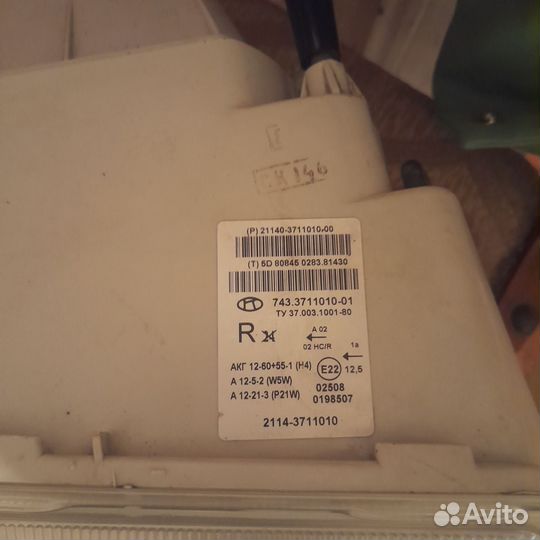 (P) 21140-3711010-00
(T) 5D 80845 0283.81430
743.3711010-01
ТУ 37.003.1001-80
R
A 02
02 HC/R
1a
АКГ 12-60+55-1 (H4)
E22
12,5
А 12-5-2 (W5W)
02508
А 12-21-3 (P21W)
0198507
2114-3711010
Avito